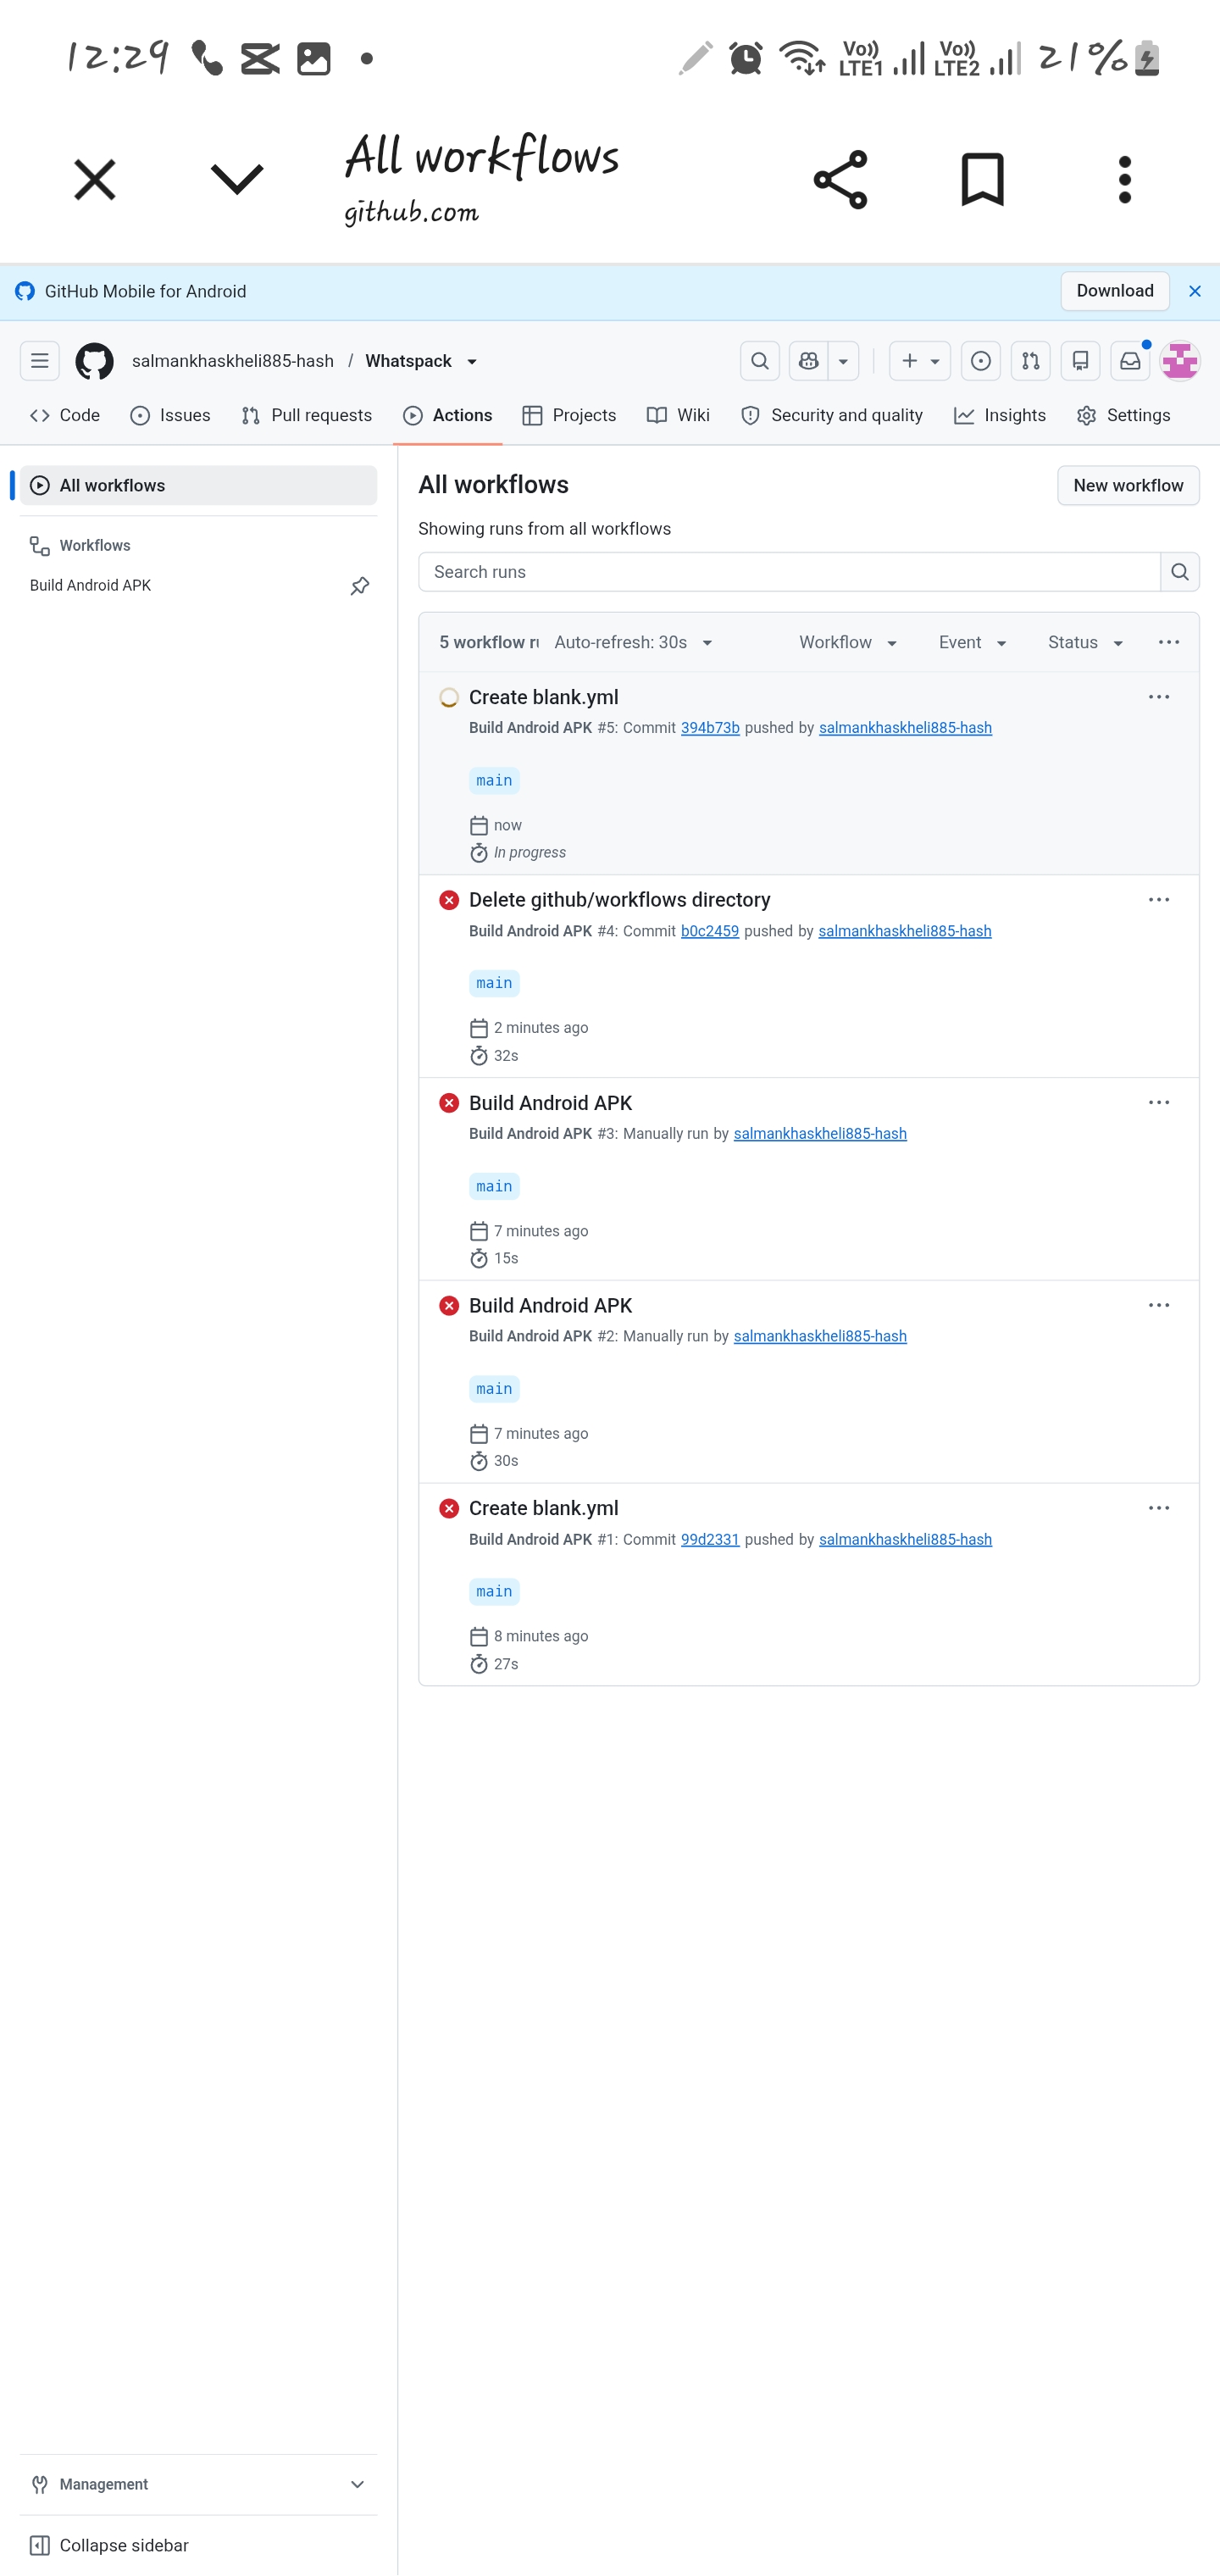 12:29
Vo)) LTE1 Vo)) LTE2 21%
All workflows
github.com
GitHub Mobile for Android Download
salmankhaskheli885-hash / Whatspack
Code Issues Pull requests Actions Projects Wiki Security and quality Insights Settings
All workflows
Workflows
Build Android APK
All workflows New workflow
Showing runs from all workflows
Search runs
5 workflow Auto-refresh: 30s Workflow Event Status
Create blank.yml
Build Android APK #5: Commit 394b73b pushed by salmankhaskheli885-hash
main
now
In progress
Delete github/workflows directory
Build Android APK #4: Commit b0c2459 pushed by salmankhaskheli885-hash
main
2 minutes ago
32s
Build Android APK
Build Android APK #3: Manually run by salmankhaskheli885-hash
main
7 minutes ago
15s
Build Android APK
Build Android APK #2: Manually run by salmankhaskheli885-hash
main
7 minutes ago
30s
Create blank.yml
Build Android APK #1: Commit 99d2331 pushed by salmankhaskheli885-hash
main
8 minutes ago
27s
Management
Collapse sidebar